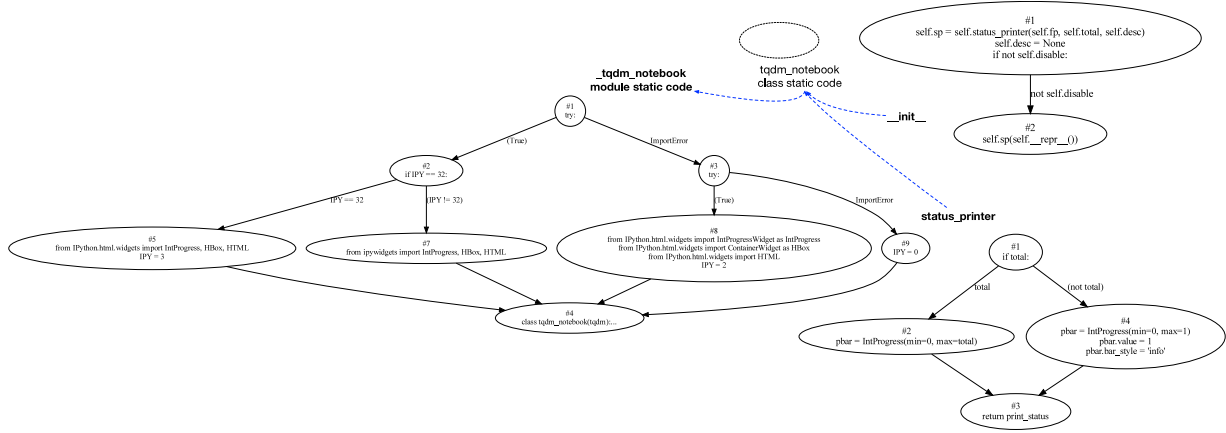 #1
self.sp = self.status_printer(self.fp, self.total, self.desc)
self.desc = None
if not self.disable:
not self.disable
#2
self.sp(self.__repr__())
tqdm_notebook
class static code
_tqdm_notebook
module static code
__init__
status_printer
#1
try:
(True)
ImportError
#2
if IPY == 32:
#3
try:
IPY == 32
(IPY != 32)
(True)
ImportError
#5
from IPython.html.widgets import IntProgress, HBox, HTML
IPY = 3
#7
from ipywidgets import IntProgress, HBox, HTML
#8
from IPython.html.widgets import IntProgressWidget as IntProgress
from IPython.html.widgets import ContainerWidget as HBox
from IPython.html.widgets import HTML
IPY = 2
#9
IPY = 0
#4
class tqdm_notebook(tqdm):...
#1
if total:
total
(not total)
#2
pbar = IntProgress(min=0, max=total)
#4
pbar = IntProgress(min=0, max=1)
pbar.value = 1
pbar.bar_style = 'info'
#3
return print_status